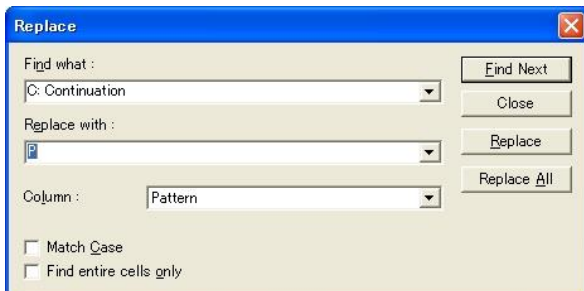 Replace
Find what :
C: Continuation
Replace with :
P
Column :
Pattern
Match Case
Find entire cells only
Find Next
Close
Replace
Replace All